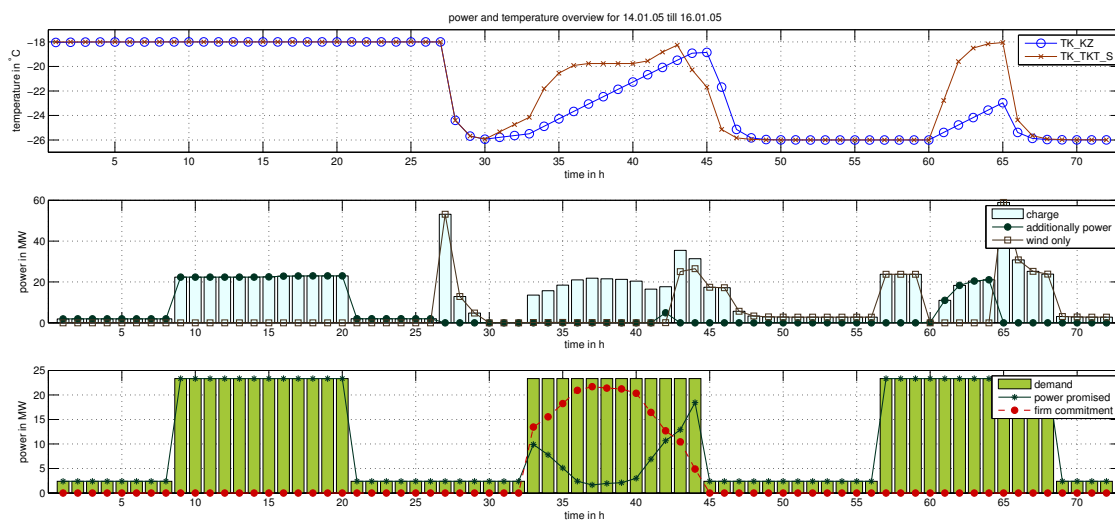 power and temperature overview for 14.01.05 till 16.01.05
temperature in °C
−18
−20
−22
−24
−26
TK_KZ
TK_TKT_S
5 10 15 20 25 30 35 40 45 50 55 60 65 70
time in h
power in MW
60
40
20
0
charge
additionally power
wind only
5 10 15 20 25 30 35 40 45 50 55 60 65 70
time in h
power in MW
25
20
15
10
5
0
demand
power promised
firm commitment
5 10 15 20 25 30 35 40 45 50 55 60 65 70
time in h